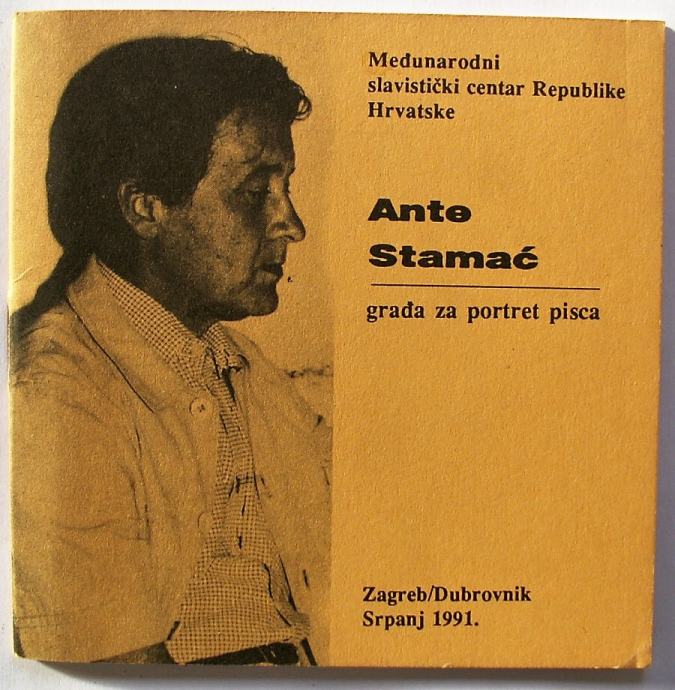 Međunarodni
slavistički centar Republike
Hrvatske
Ante
Stamać
građa za portret pisca
Zagreb/Dubrovnik
Srpanj 1991.